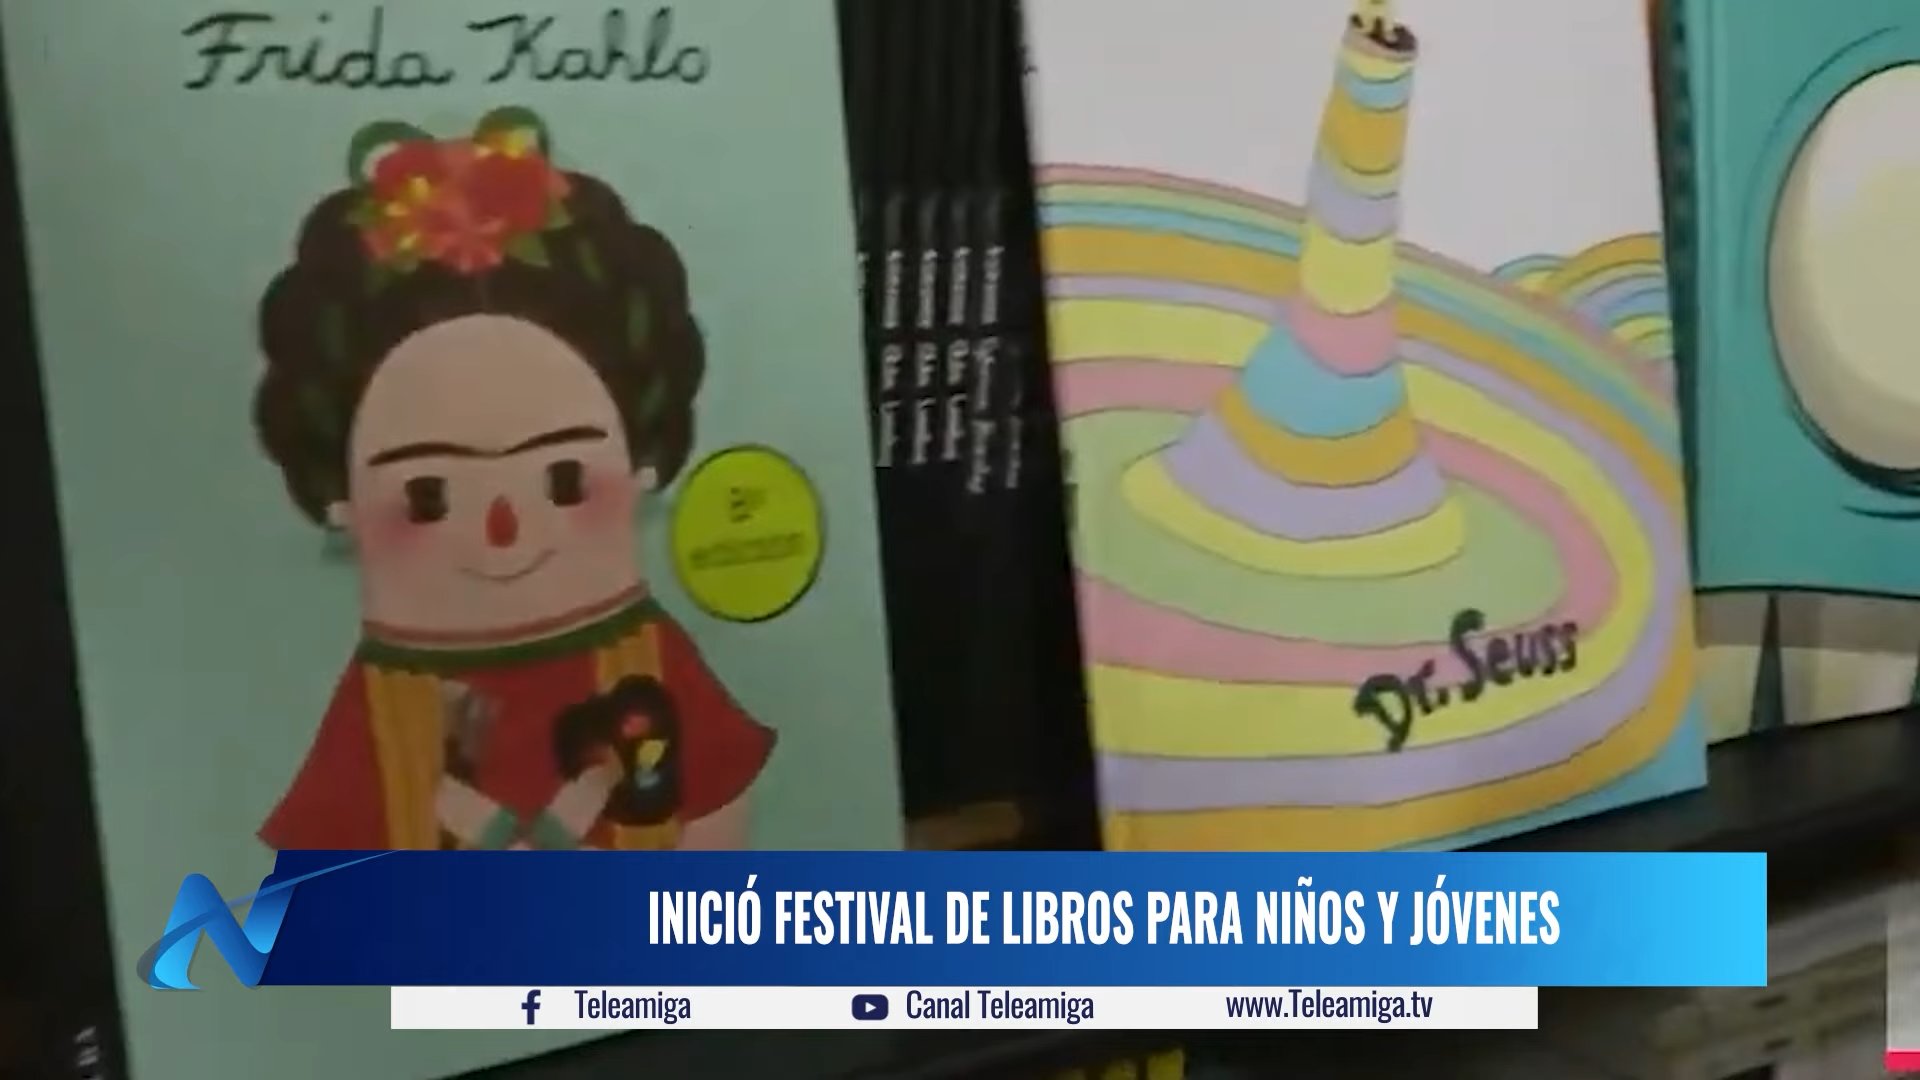 Frida Kahlo
Dr. Seuss
INICIÓ FESTIVAL DE LIBROS PARA NIÑOS Y JÓVENES
Teleamiga
Canal Teleamiga
www.Teleamiga.tv